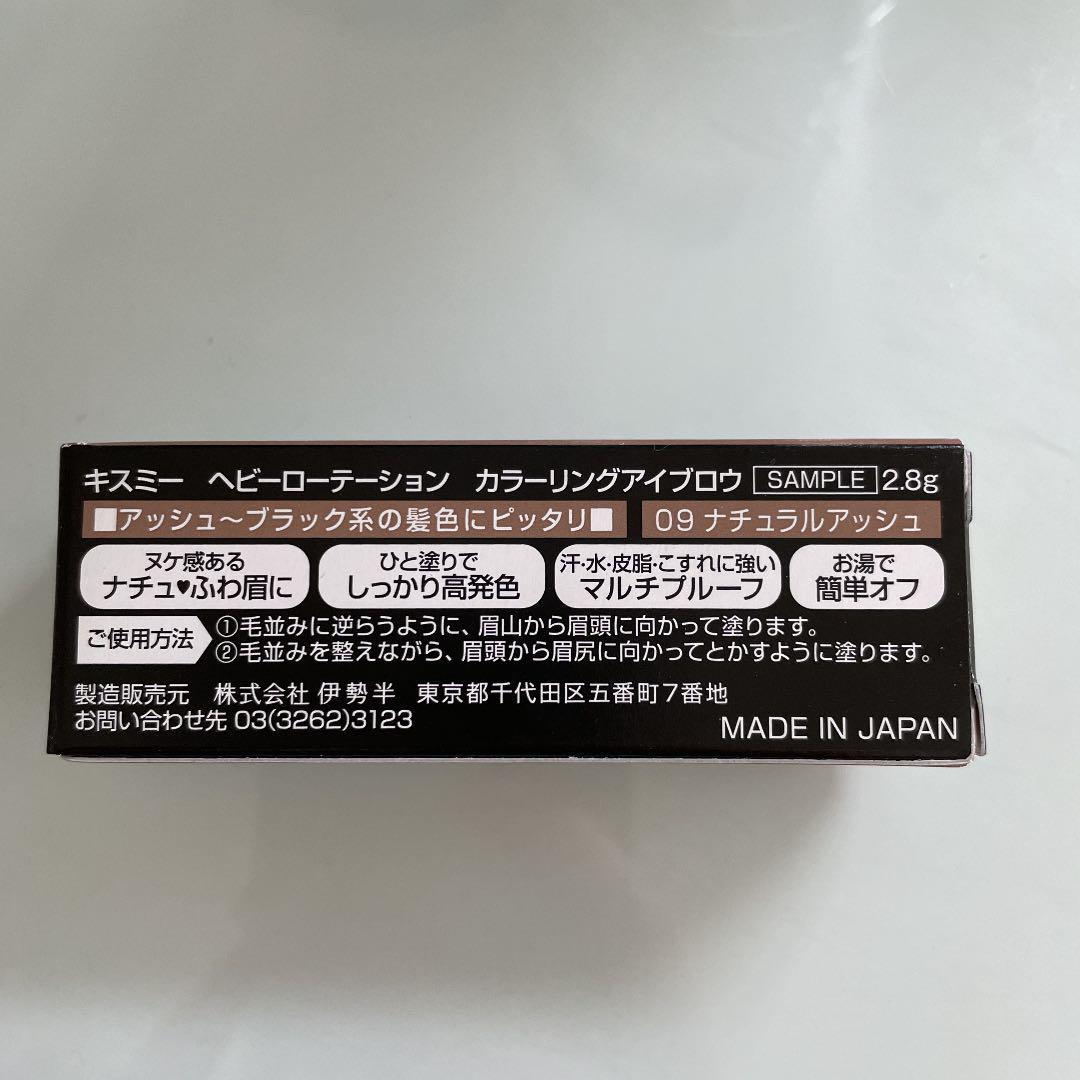 キスミー ヘビーローテーション カラーリングアイブロウ SAMPLE 2.8g
■アッシュ～ブラック系の髪色にピッタリ■ 09 ナチュラルアッシュ
ヌケ感ある
ナチュ♥ふわ眉に
ひと塗りで
しっかり高発色
汗・水・皮脂・こすれに強い
マルチプルーフ
お湯で
簡単オフ
ご使用方法
①毛並みに逆らうように、眉山から眉頭に向かって塗ります。
②毛並みを整えながら、眉頭から眉尻に向かってとかすように塗ります。
製造販売元 株式会社 伊勢半 東京都千代田区五番町7番地
お問い合わせ先 03(3262)3123
MADE IN JAPAN